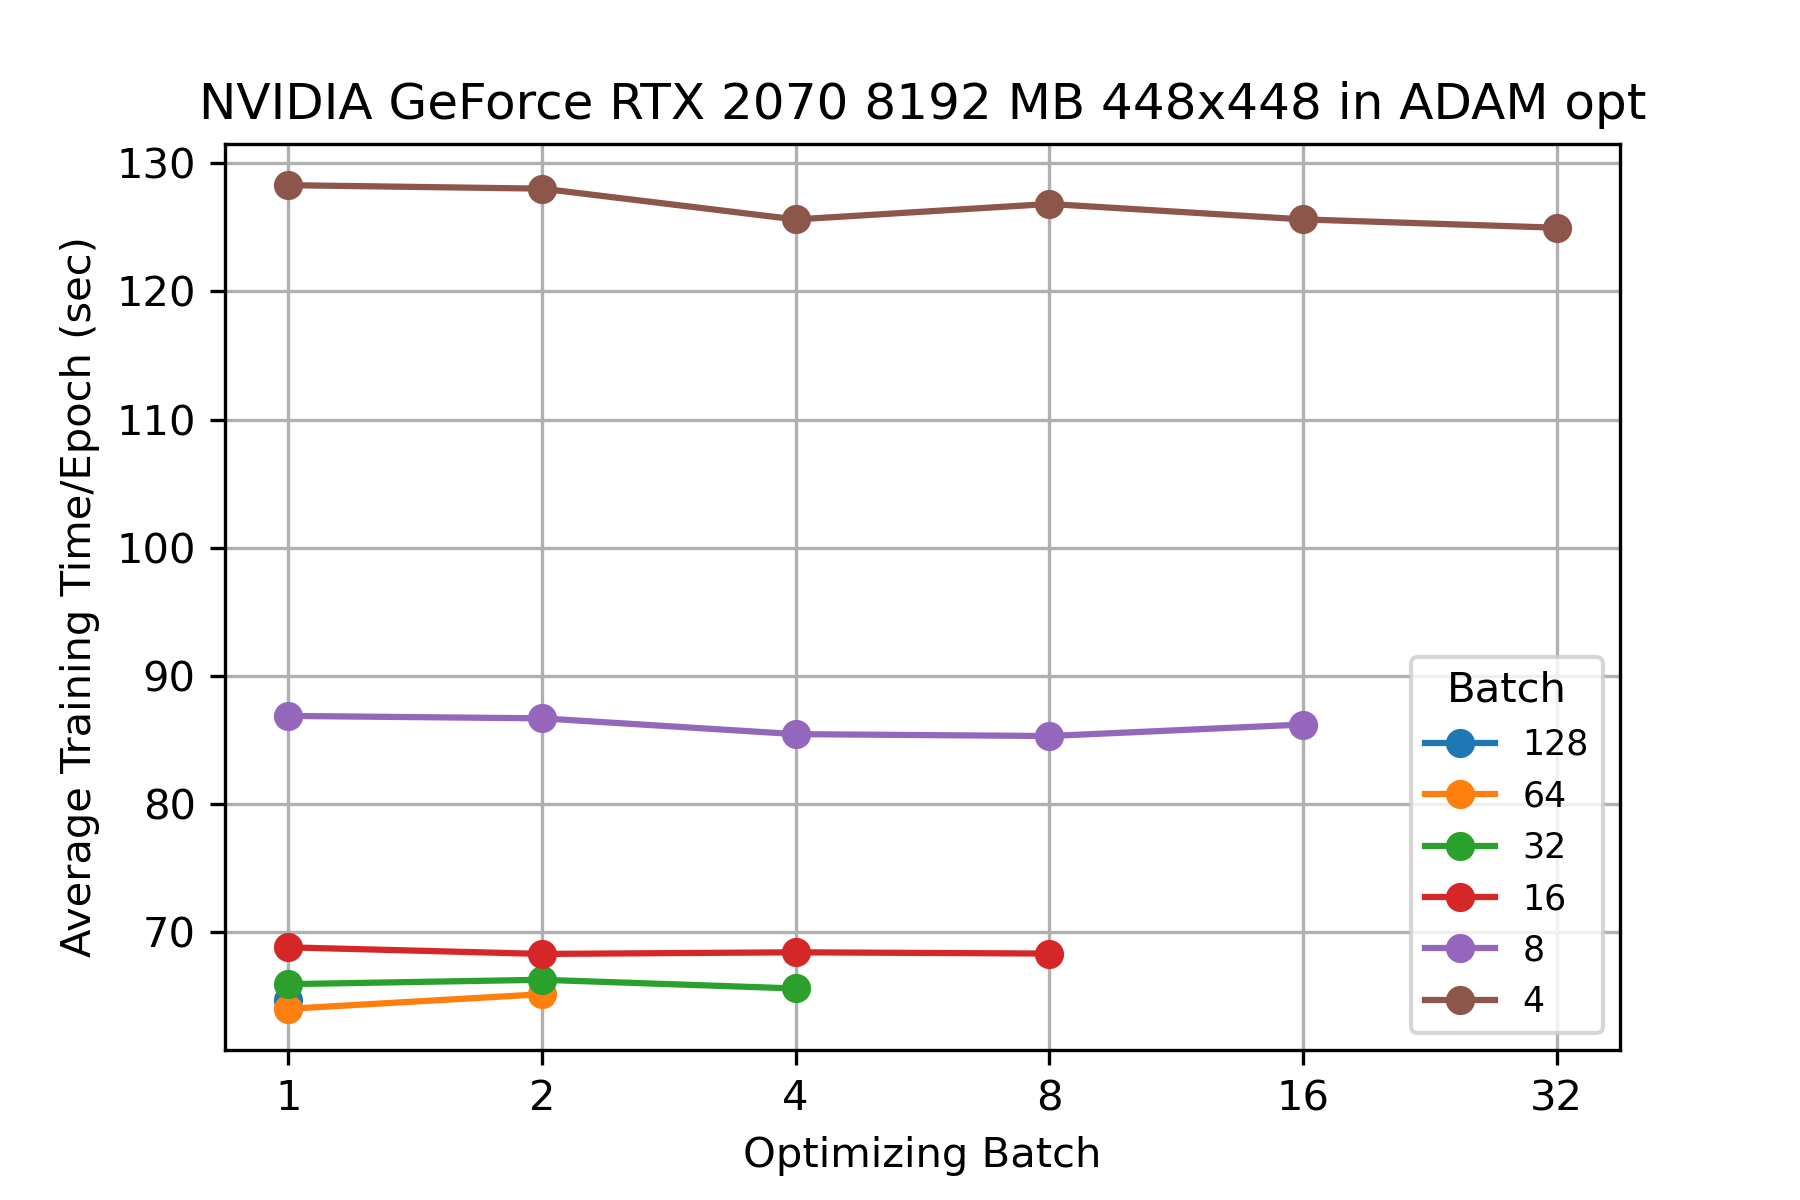 NVIDIA GeForce RTX 2070 8192 MB 448x448 in ADAM opt
Average Training Time/Epoch (sec)
130
120
110
100
90
80
70
Batch
128
64
32
16
8
4
1 2 4 8 16 32
Optimizing Batch